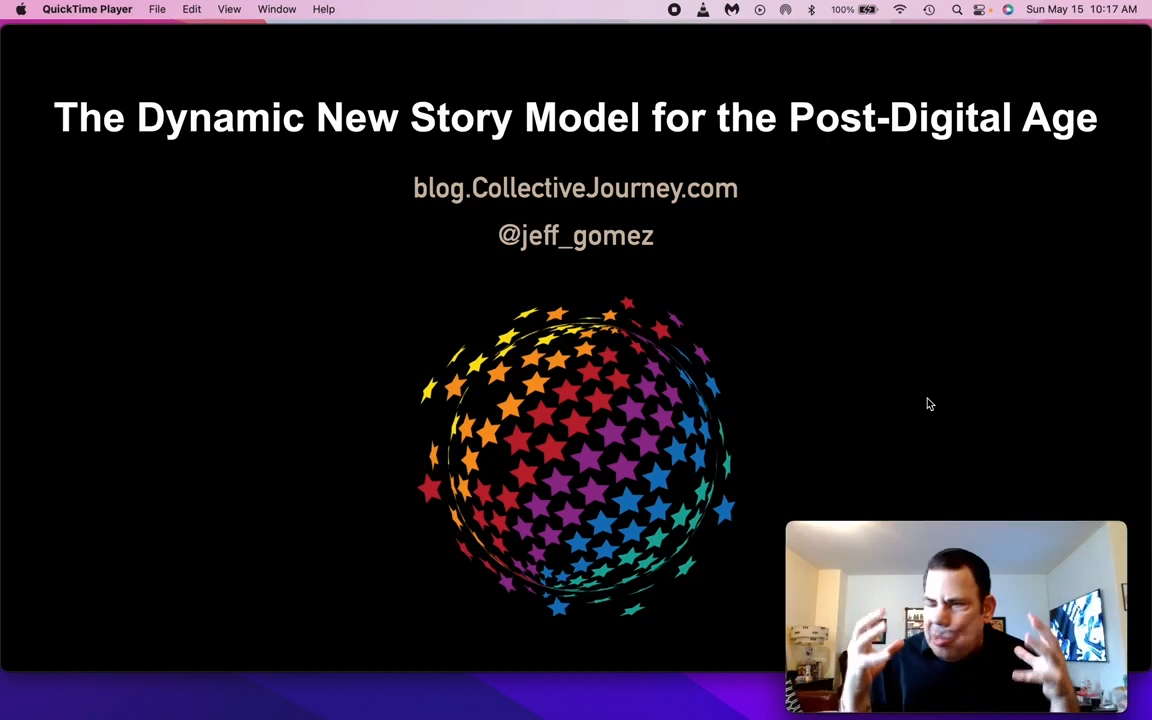 QuickTime Player File Edit View Window Help 100% Sun May 15 10:17 AM
The Dynamic New Story Model for the Post-Digital Age
blog.CollectiveJourney.com
@jeff_gomez